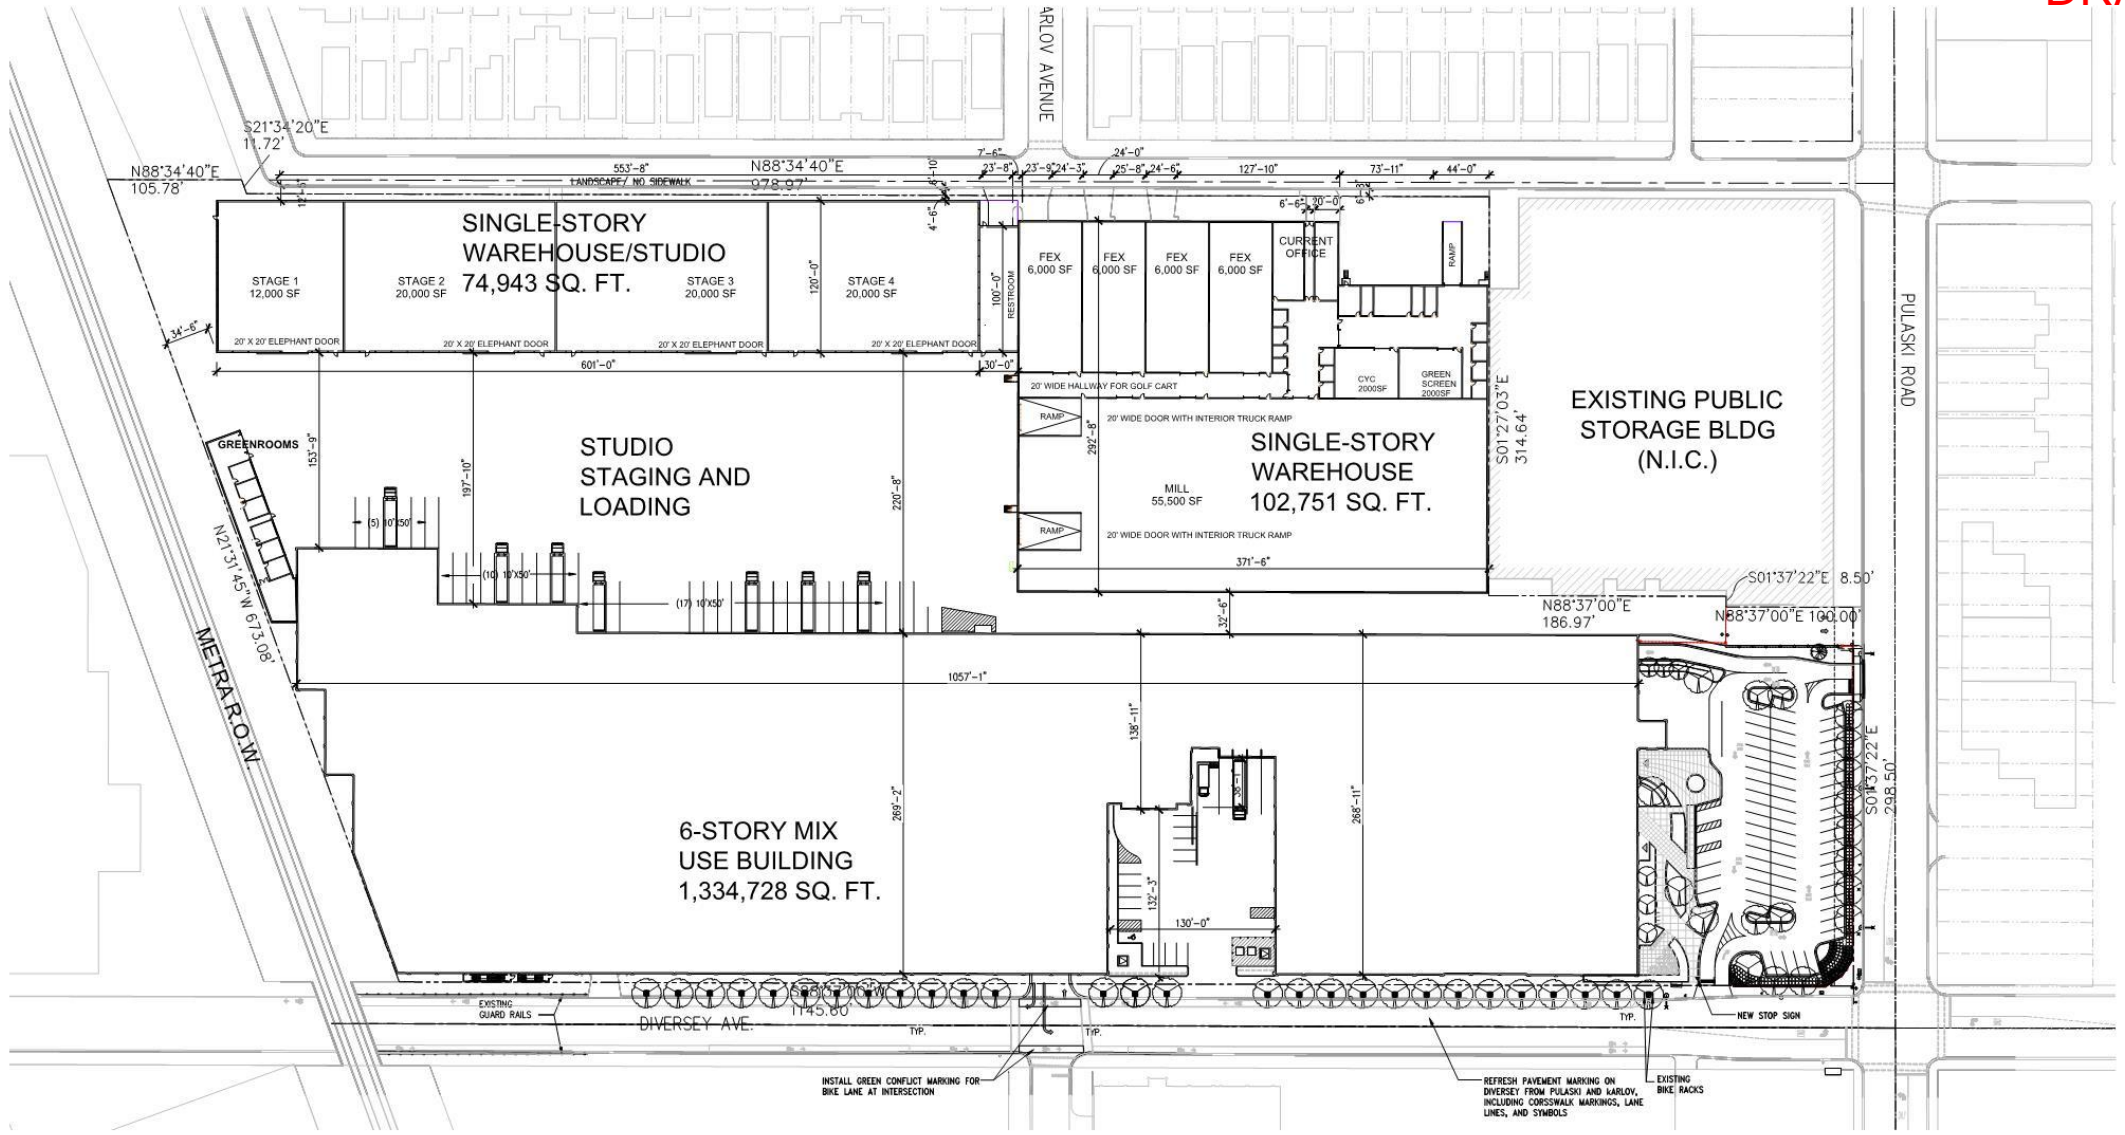 DRA
ARLOV AVENUE
S21°34'20"E
11.72'
N88°34'40"E
105.78'
553'-8"
N88°34'40"E
978.97'
LANDSCAPE/ NO SIDEWALK
7'-6"
23'-8"
23'-9"
24'-3"
24'-0"
25'-8"
24'-6"
127'-10"
73'-11"
44'-0"
6'-10"
4'-6"
6'-6"
20'-0"
12'-5"
SINGLE-STORY
WAREHOUSE/STUDIO
74,943 SQ. FT.
STAGE 1
12,000 SF
STAGE 2
20,000 SF
STAGE 3
20,000 SF
STAGE 4
20,000 SF
120'-0"
100'-0"
RESTROOM
20' X 20' ELEPHANT DOOR
20' X 20' ELEPHANT DOOR
20' X 20' ELEPHANT DOOR
20' X 20' ELEPHANT DOOR
34'-6"
601'-0"
30'-0"
FEX
6,000 SF
FEX
6,000 SF
FEX
6,000 SF
FEX
6,000 SF
CURRENT
OFFICE
RAMP
CYC
2000SF
GREEN
SCREEN
2000SF
20' WIDE HALLWAY FOR GOLF CART
RAMP
20' WIDE DOOR WITH INTERIOR TRUCK RAMP
292'-8"
SINGLE-STORY
WAREHOUSE
102,751 SQ. FT.
MILL
55,500 SF
RAMP
20' WIDE DOOR WITH INTERIOR TRUCK RAMP
371'-6"
S01°27'03"E
314.64'
EXISTING PUBLIC
STORAGE BLDG
(N.I.C.)
PULASKI ROAD
GREENROOMS
153'-9"
197'-10"
220'-8"
STUDIO
STAGING AND
LOADING
(5) 10'X50'
(10) 10'X50'
(17) 10'X50'
N21°31'45"W 673.08'
METRA R.O.W.
32'-6"
S01°37'22"E 8.50'
N88°37'00"E
186.97'
N88°37'00"E 100.00'
1057'-1"
138'-11"
269'-2"
268'-11"
38'-1"
132'-3"
130'-0"
6-STORY MIX
USE BUILDING
1,334,728 SQ. FT.
S01°37'22"E
298.50'
EXISTING
GUARD RAILS
S88°37'00"W
1145.60'
DIVERSEY AVE.
TYP.
TYP.
TYP.
NEW STOP SIGN
INSTALL GREEN CONFLICT MARKING FOR
BIKE LANE AT INTERSECTION
REFRESH PAVEMENT MARKING ON
DIVERSEY FROM PULASKI AND KARLOV,
INCLUDING CORSSWALK MARKINGS, LANE
LINES, AND SYMBOLS
EXISTING
BIKE RACKS